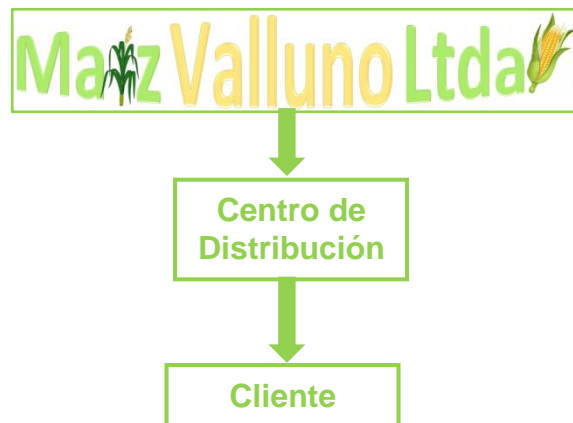 Maíz Valluno Ltda
Centro de
Distribución
Cliente